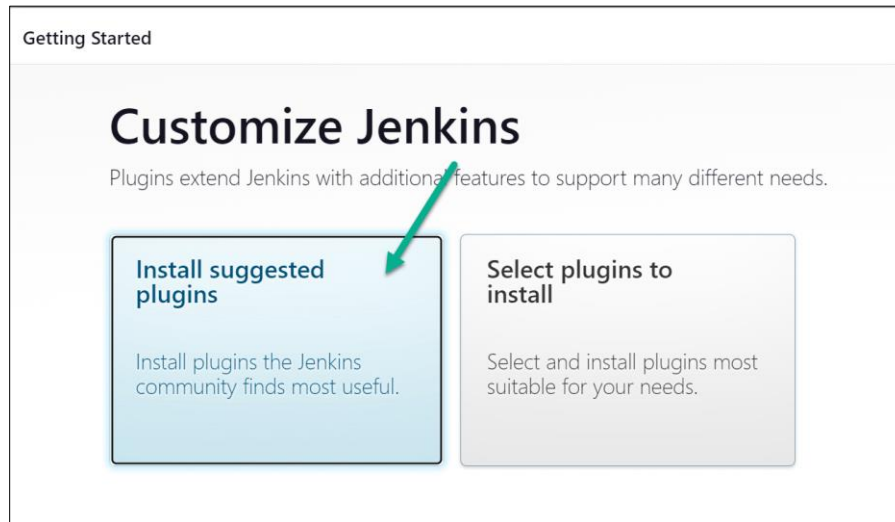 Getting Started
Customize Jenkins
Plugins extend Jenkins with additional features to support many different needs.
Install suggested
plugins
Install plugins the Jenkins
community finds most useful.
Select plugins to
install
Select and install plugins most
suitable for your needs.